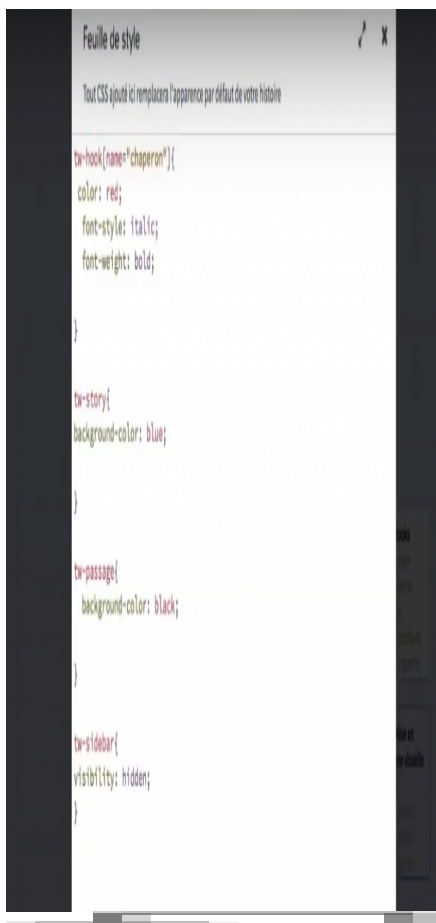 Feuille de style
Tout CSS ajouté ici remplacera l'apparence par défaut de votre histoire
tw-hook[name="chaperon"]{
color: red;
font-style: italic;
font-weight: bold;
}
tw-story{
background-color: blue;
}
tw-passage{
background-color: black;
}
tw-sidebar{
visibility: hidden;
}